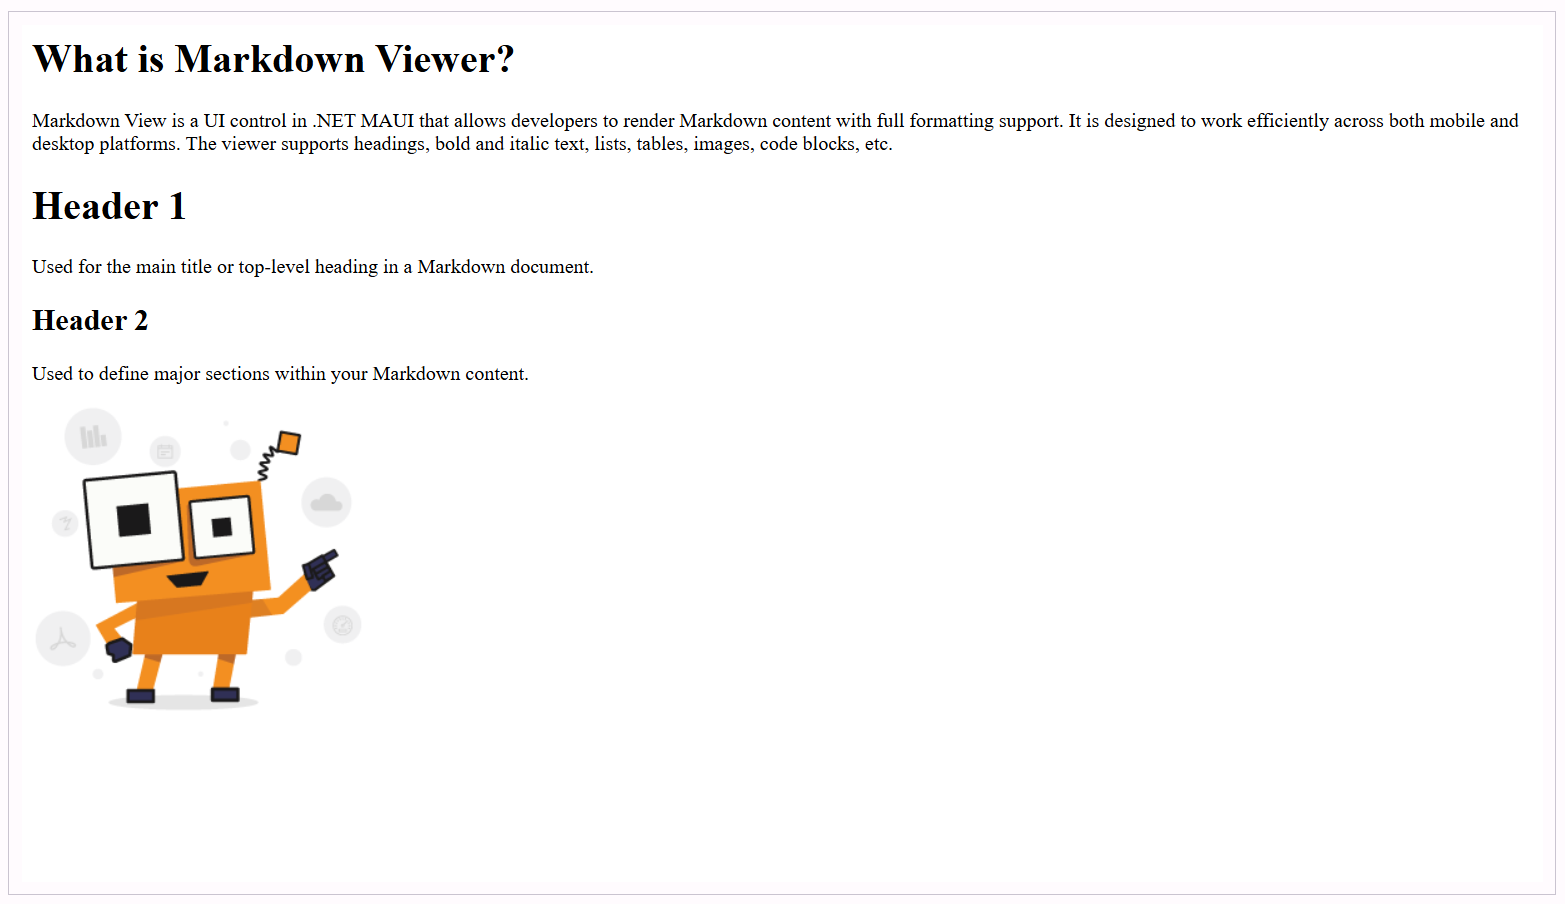 What is Markdown Viewer?
Markdown View is a UI control in .NET MAUI that allows developers to render Markdown content with full formatting support. It is designed to work efficiently across both mobile and
desktop platforms. The viewer supports headings, bold and italic text, lists, tables, images, code blocks, etc.
Header 1
Used for the main title or top-level heading in a Markdown document.
Header 2
Used to define major sections within your Markdown content.